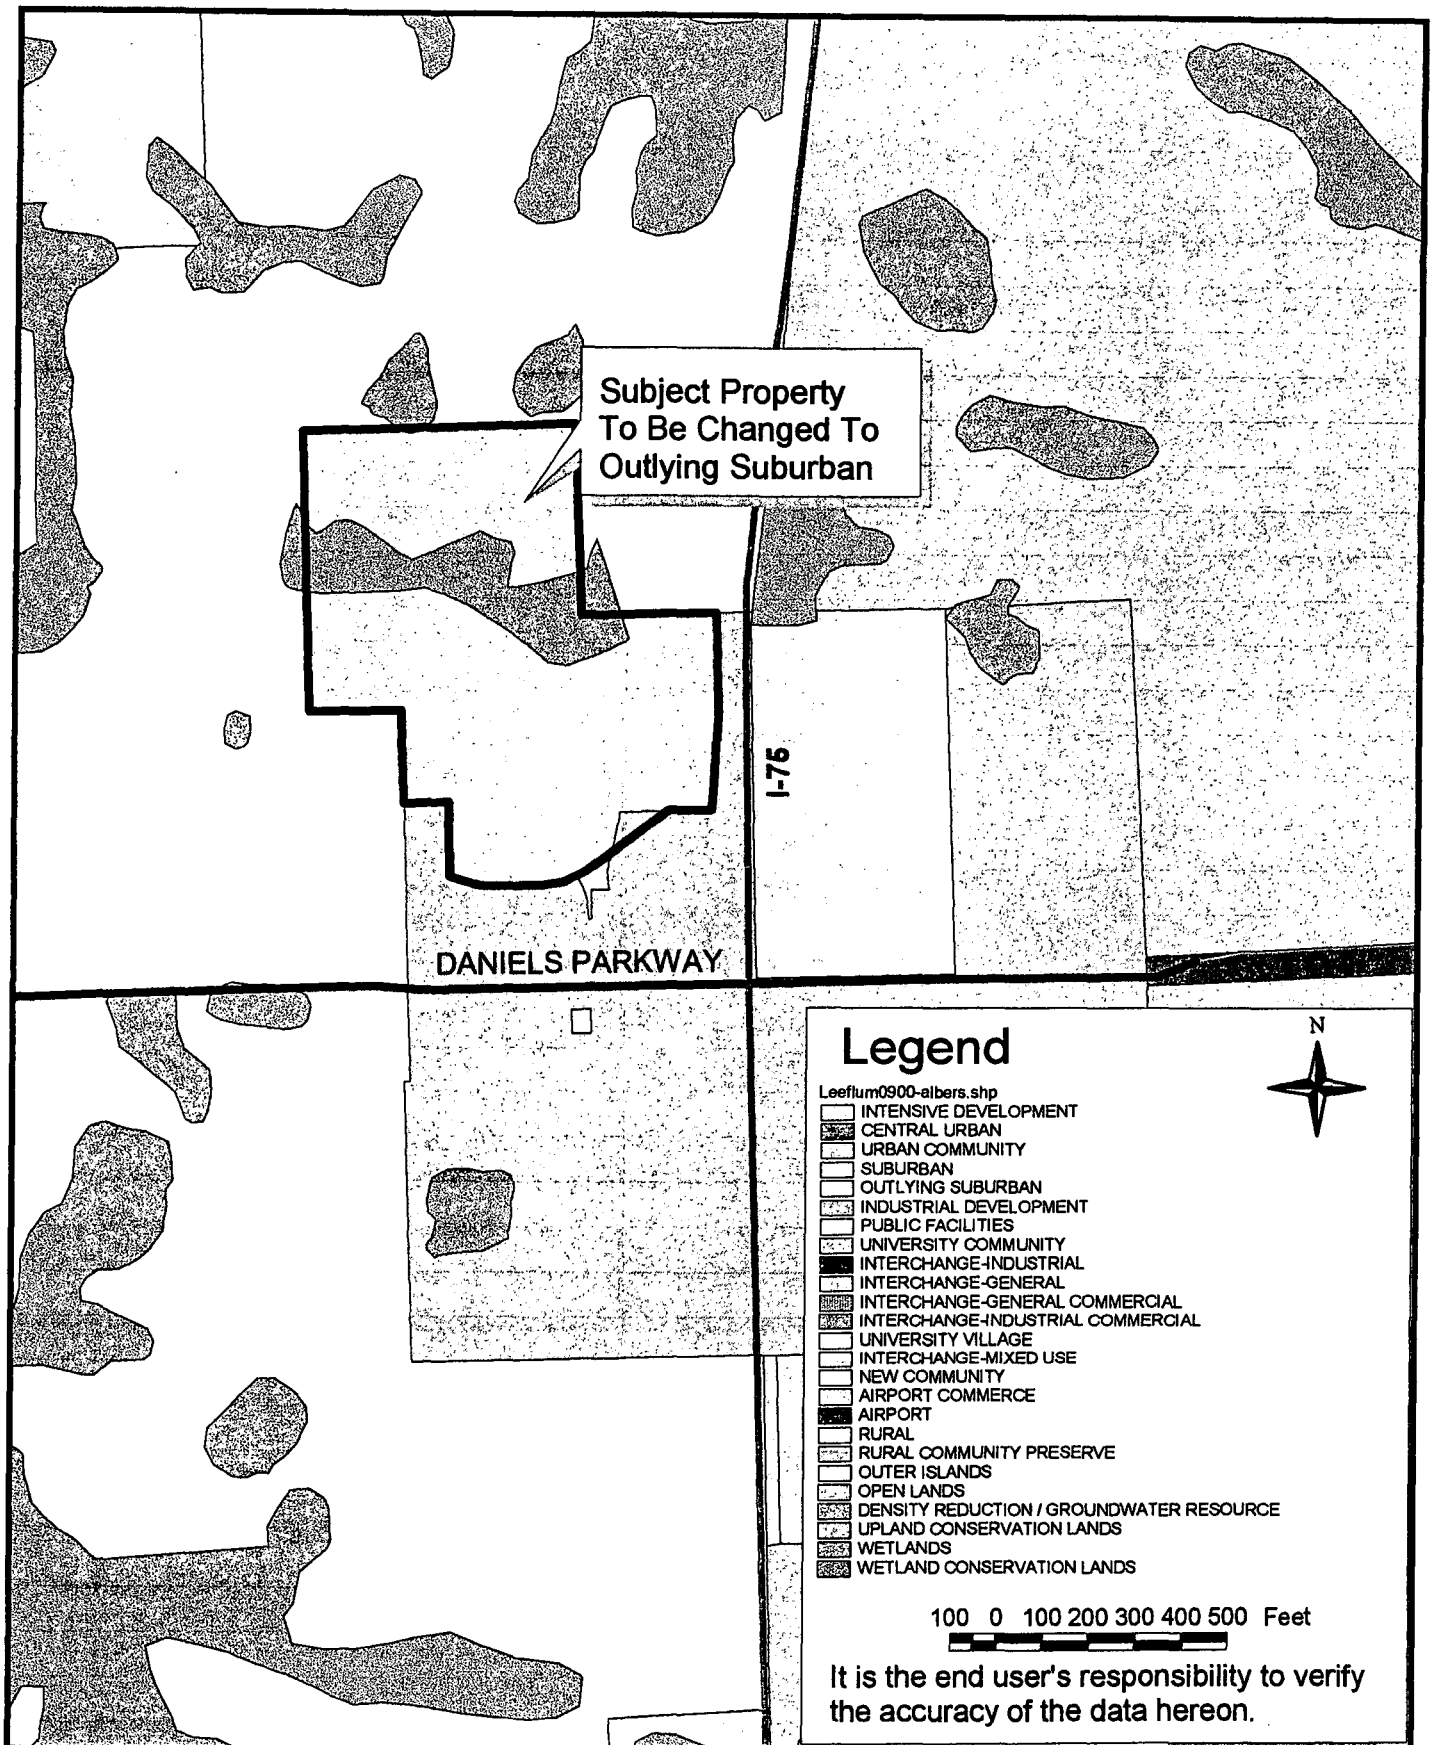 Subject Property
To Be Changed To
Outlying Suburban
I-75
DANIELS PARKWAY
Legend
N
Leeflum0900-albers.shp
INTENSIVE DEVELOPMENT
CENTRAL URBAN
URBAN COMMUNITY
SUBURBAN
OUTLYING SUBURBAN
INDUSTRIAL DEVELOPMENT
PUBLIC FACILITIES
UNIVERSITY COMMUNITY
INTERCHANGE-INDUSTRIAL
INTERCHANGE-GENERAL
INTERCHANGE-GENERAL COMMERCIAL
INTERCHANGE-INDUSTRIAL COMMERCIAL
UNIVERSITY VILLAGE
INTERCHANGE-MIXED USE
NEW COMMUNITY
AIRPORT COMMERCE
AIRPORT
RURAL
RURAL COMMUNITY PRESERVE
OUTER ISLANDS
OPEN LANDS
DENSITY REDUCTION / GROUNDWATER RESOURCE
UPLAND CONSERVATION LANDS
WETLANDS
WETLAND CONSERVATION LANDS
100 0 100 200 300 400 500 Feet
It is the end user's responsibility to verify
the accuracy of the data hereon.